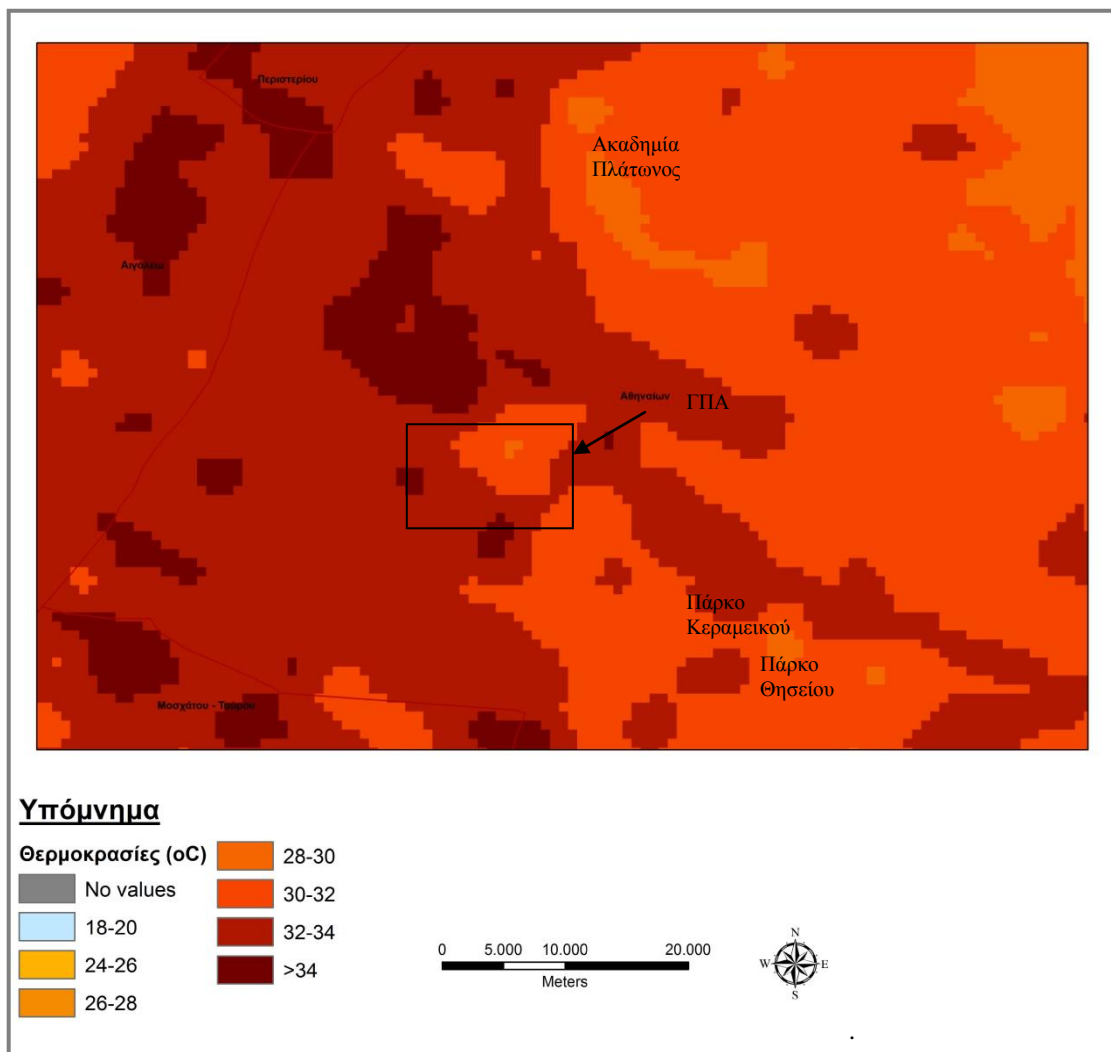 Περιστερίου
Ακαδημία
Πλάτωνος
Αιγάλεω
Αθηναίων
ΓΠΑ
Πάρκο
Κεραμεικού
Πάρκο
Θησείου
Μοσχάτου - Ταύρου
Υπόμνημα
Θερμοκρασίες (οC)
No values
18-20
24-26
26-28
28-30
30-32
32-34
>34
0 5.000 10.000 20.000
Meters
N
W E
S
.